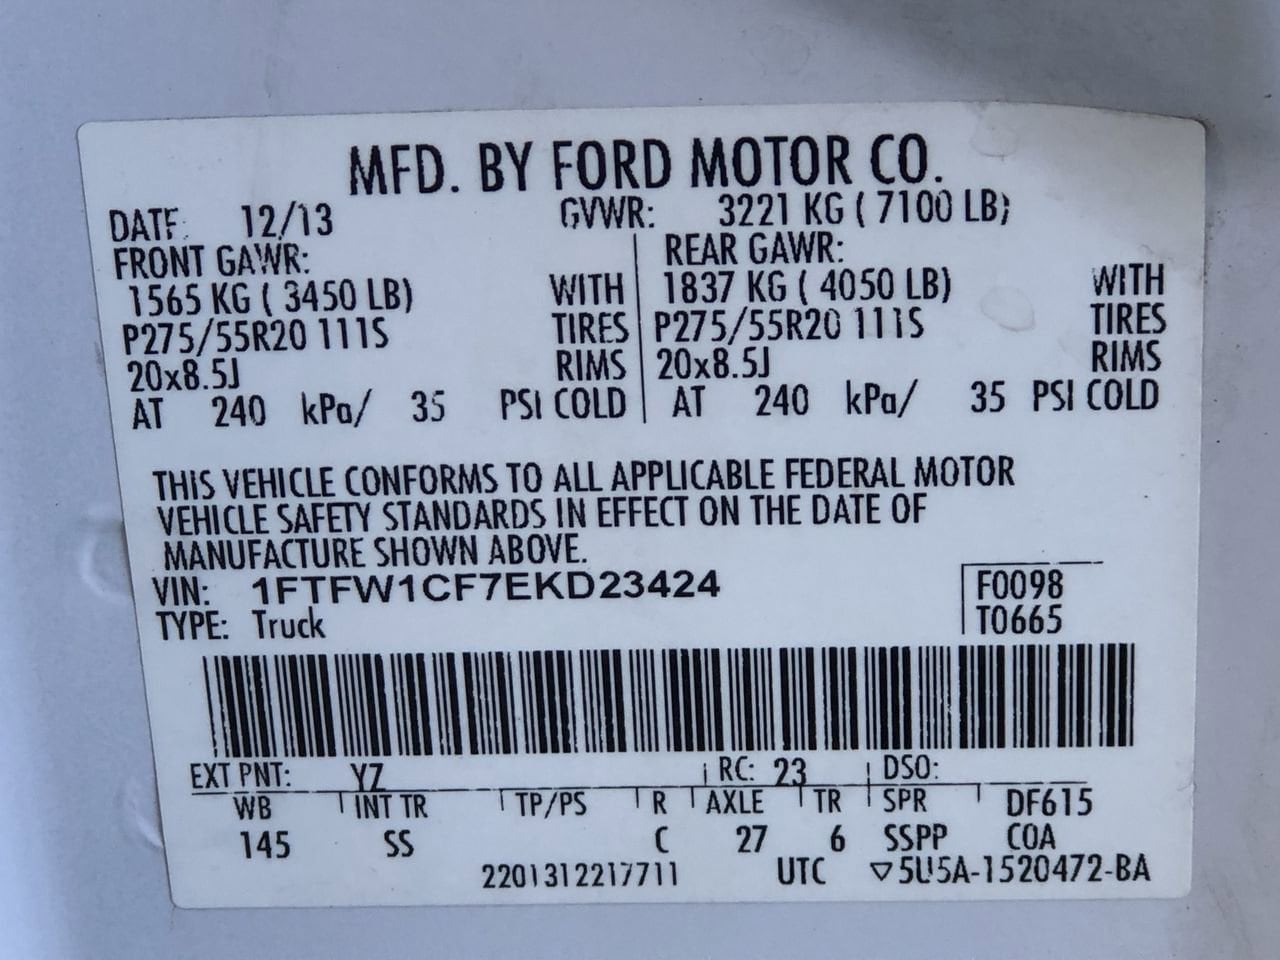 MFD. BY FORD MOTOR CO.
DATE: 12/13 GVWR: 3221 KG ( 7100 LB)
FRONT GAWR: REAR GAWR:
1565 KG ( 3450 LB) WITH 1837 KG ( 4050 LB) WITH
P275/55R20 111S TIRES P275/55R20 111S TIRES
20x8.5J RIMS 20x8.5J RIMS
AT 240 kPa/ 35 PSI COLD AT 240 kPa/ 35 PSI COLD
THIS VEHICLE CONFORMS TO ALL APPLICABLE FEDERAL MOTOR
VEHICLE SAFETY STANDARDS IN EFFECT ON THE DATE OF
MANUFACTURE SHOWN ABOVE.
VIN: 1FTFW1CF7EKD23424 F0098
TYPE: Truck T0665
EXT PNT: YZ RC: 23 DSO:
WB INT TR TP/PS R AXLE TR SPR DF615
145 SS C 27 6 SSPP COA
2201312217711 UTC ▽5U5A-1520472-BA